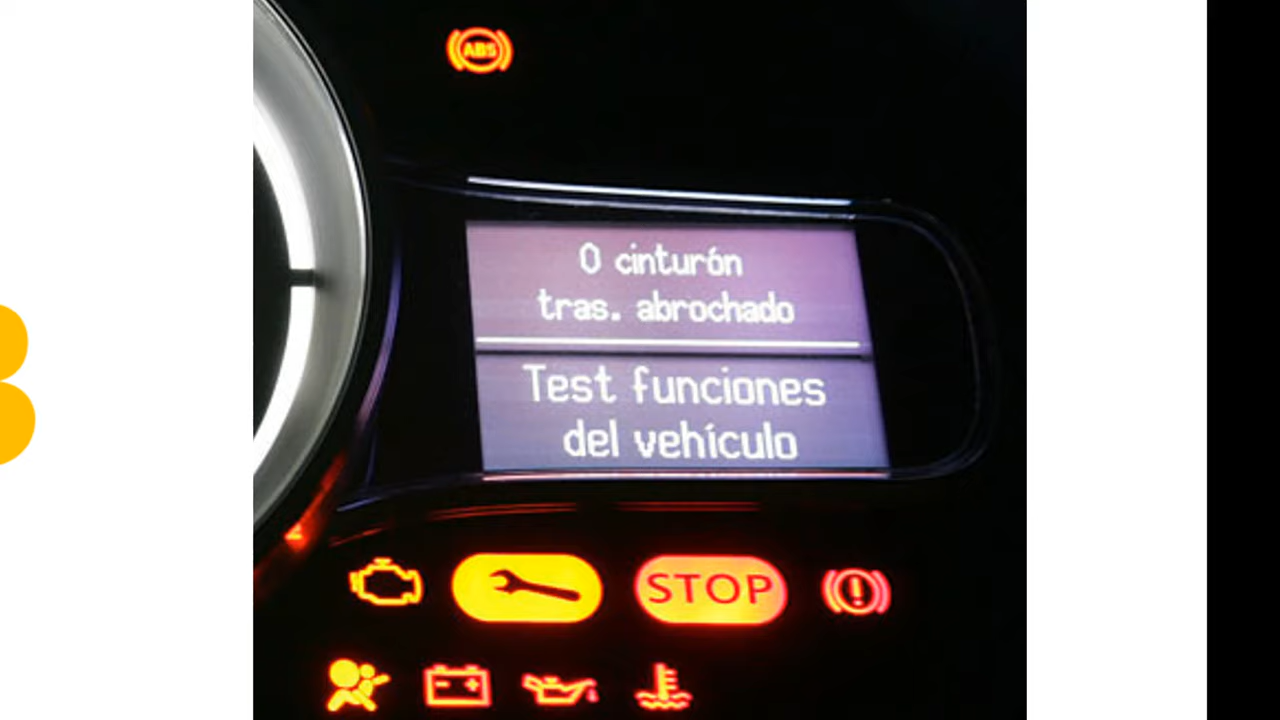 ABS
0 cinturón
tras. abrochado
Test funciones
del vehículo
STOP